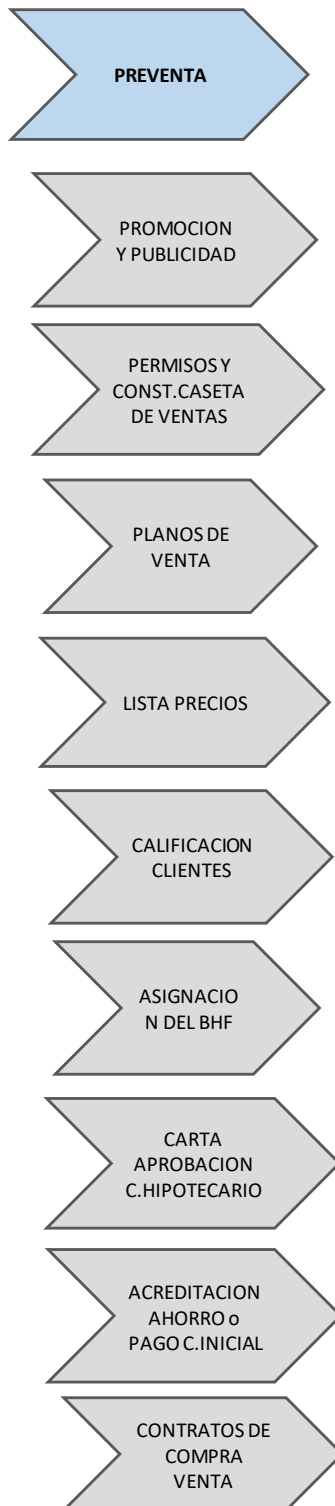 PREVENTA
PROMOCION
Y PUBLICIDAD
PERMISOS Y
CONST.CASETA
DE VENTAS
PLANOS DE
VENTA
LISTA PRECIOS
CALIFICACION
CLIENTES
ASIGNACIO
N DEL BHF
CARTA
APROBACION
C.HIPOTECARIO
ACREDITACION
AHORRO o
PAGO C.INICIAL
CONTRATOS DE
COMPRA
VENTA